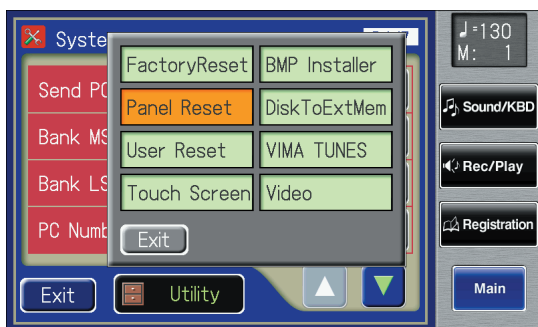 Syste
♩=130
M: 1
FactoryReset BMP Installer
Send PC
Panel Reset DiskToExtMem
Sound/KBD
Bank MS
User Reset VIMA TUNES
Rec/Play
Bank LS
Touch Screen Video
PC Numb
Exit
Registration
Exit Utility
Main